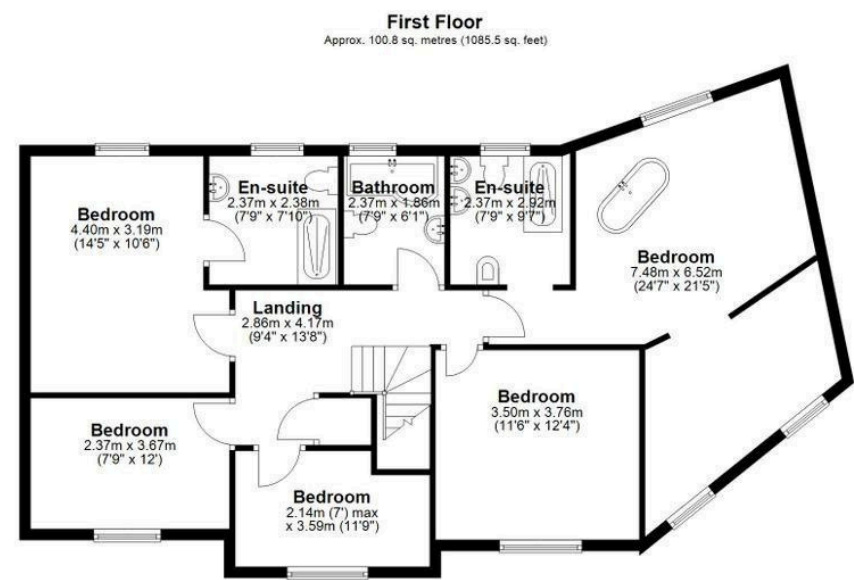 First Floor
Approx. 100.8 sq. metres (1085.5 sq. feet)
Bedroom
4.40m x 3.19m
(14'5" x 10'6")
En-suite
2.37m x 2.38m
(7'9" x 7'10")
Bathroom
2.37m x 1.86m
(7'9" x 6'1")
En-suite
2.37m x 2.92m
(7'9" x 9'7")
Bedroom
7.48m x 6.52m
(24'7" x 21'5")
Landing
2.86m x 4.17m
(9'4" x 13'8")
Bedroom
3.50m x 3.76m
(11'6" x 12'4")
Bedroom
2.37m x 3.67m
(7'9" x 12')
Bedroom
2.14m (7') max
x 3.59m (11'9")